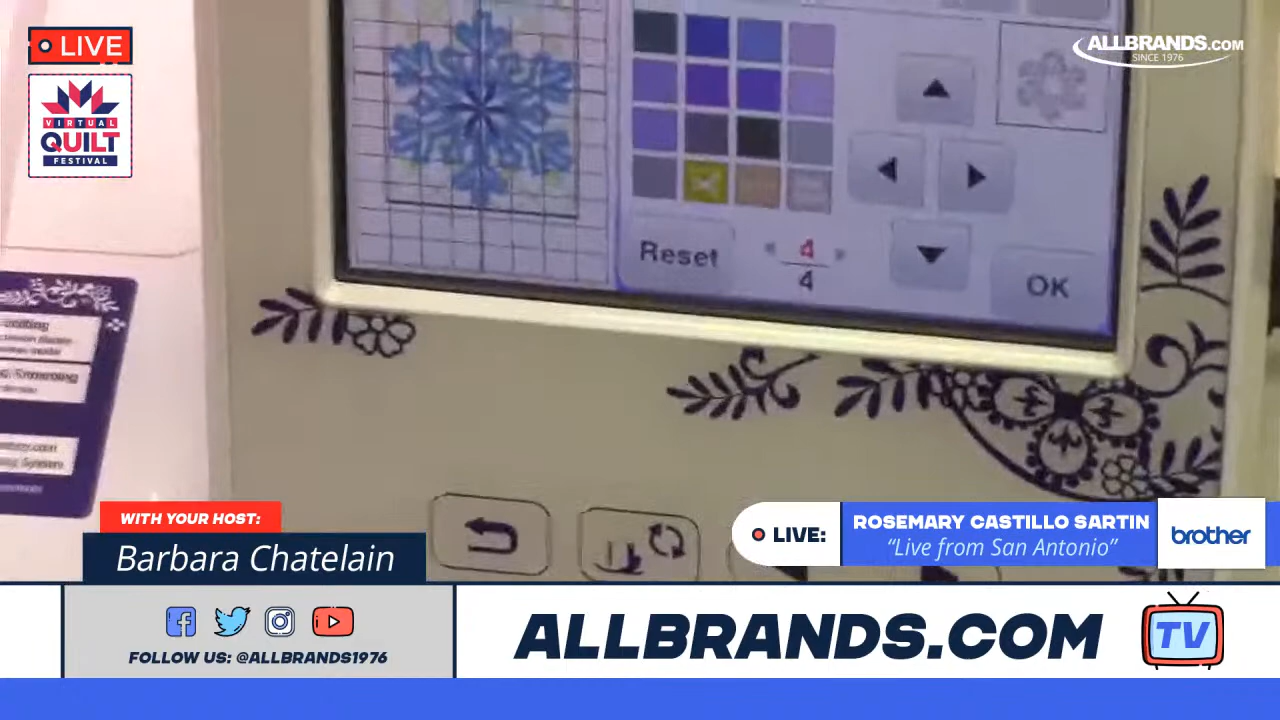 LIVE
VIRTUAL
QUILT
FESTIVAL
ALLBRANDS.COM
SINCE 1976
Reset
4
4
OK
WITH YOUR HOST:
Barbara Chatelain
LIVE:
ROSEMARY CASTILLO SARTIN
“Live from San Antonio”
brother
FOLLOW US: @ALLBRANDS1976
ALLBRANDS.COM
TV